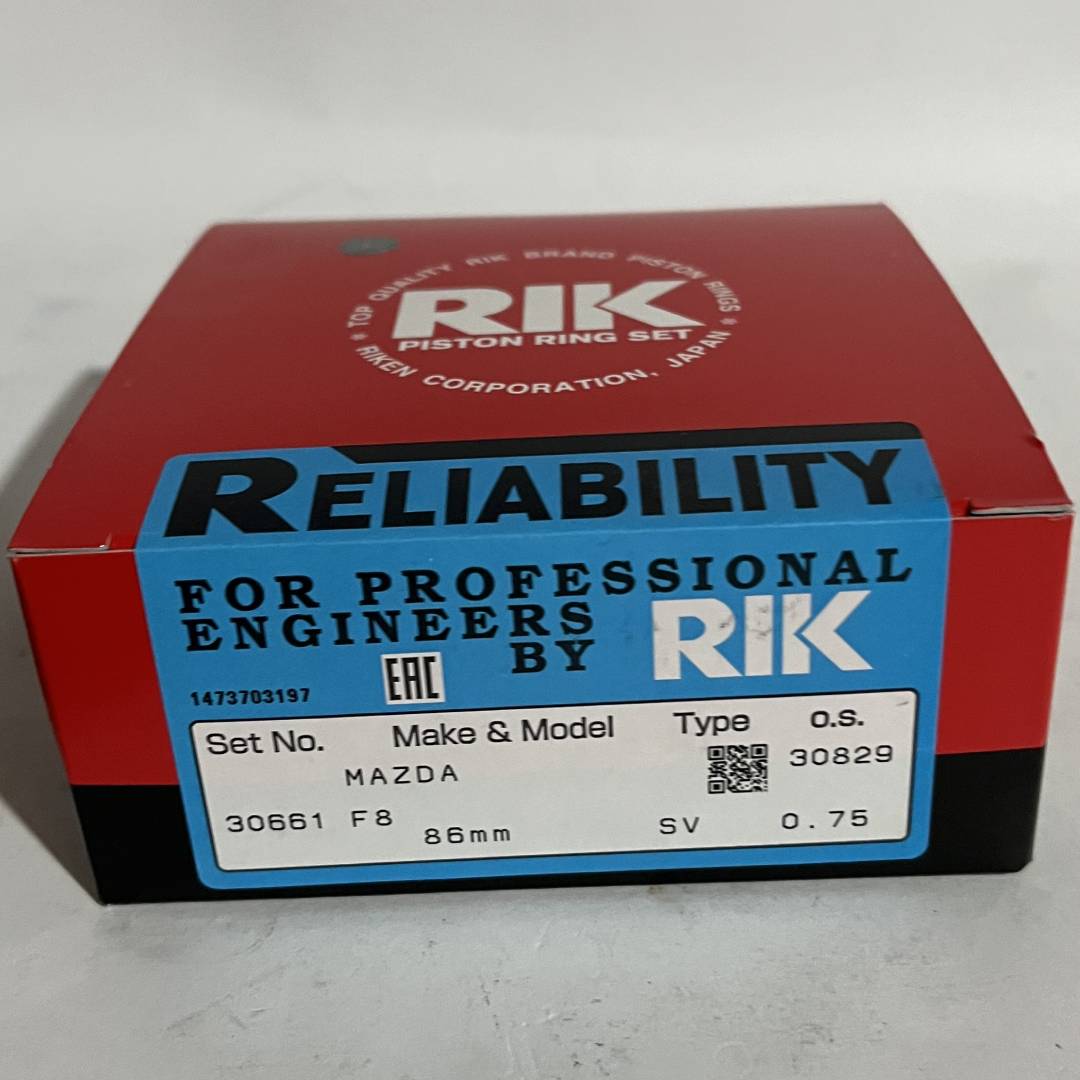 * TOP QUALITY RIK BRAND PISTON RINGS *
RIK
PISTON RING SET
RIKEN CORPORATION, JAPAN
RELIABILITY
FOR PROFESSIONAL
ENGINEERS
BY RIK
EAC
1473703197
Set No. Make & Model Type O.S.
MAZDA 30829
30661 F8 86mm SV 0.75